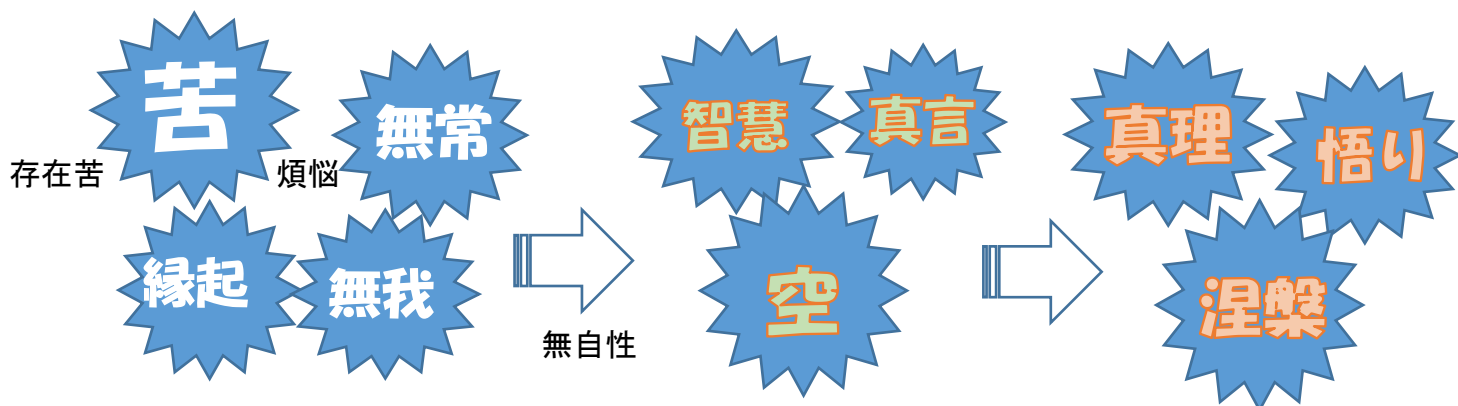 苦
無常
存在苦
煩悩
縁起
無我
無自性
智慧
真言
空
真理
悟り
涅槃